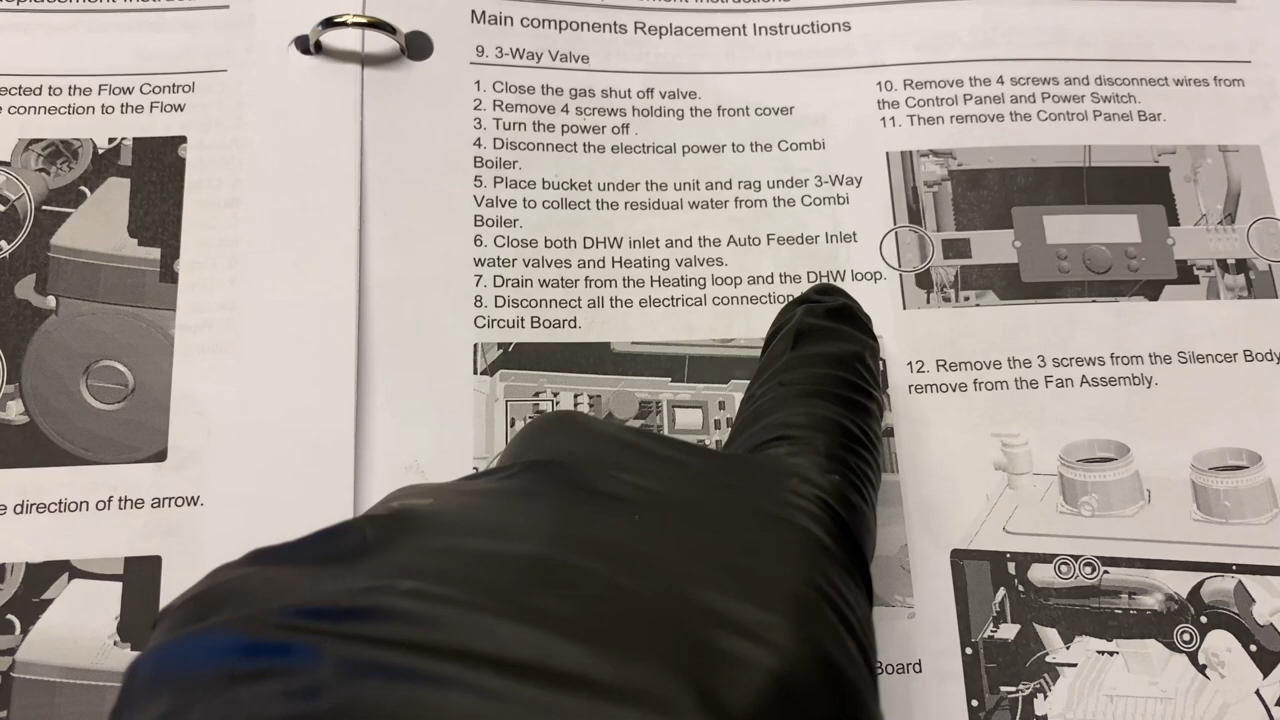 ected to the Flow Control
connection to the Flow
direction of the arrow.
Main components Replacement Instructions
9. 3-Way Valve
1. Close the gas shut off valve.
2. Remove 4 screws holding the front cover
3. Turn the power off .
4. Disconnect the electrical power to the Combi
Boiler.
5. Place bucket under the unit and rag under 3-Way
Valve to collect the residual water from the Combi
Boiler.
6. Close both DHW inlet and the Auto Feeder Inlet
water valves and Heating valves.
7. Drain water from the Heating loop and the DHW loop.
8. Disconnect all the electrical connection
Circuit Board.
Board
10. Remove the 4 screws and disconnect wires from
the Control Panel and Power Switch.
11. Then remove the Control Panel Bar.
12. Remove the 3 screws from the Silencer Body
remove from the Fan Assembly.